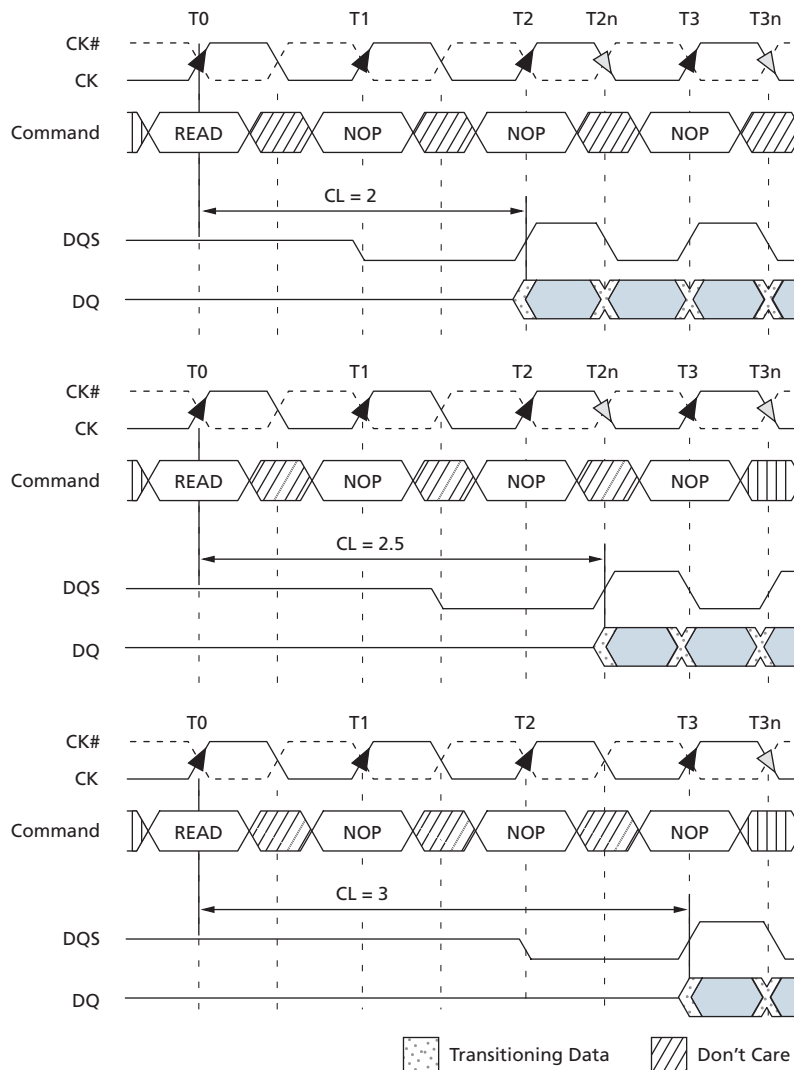 T0 T1 T2 T2n T3 T3n
CK#
CK
Command READ NOP NOP NOP
CL = 2
DQS
DQ
T0 T1 T2 T2n T3 T3n
CK#
CK
Command READ NOP NOP NOP
CL = 2.5
DQS
DQ
T0 T1 T2 T3 T3n
CK#
CK
Command READ NOP NOP NOP
CL = 3
DQS
DQ
Transitioning Data Don't Care